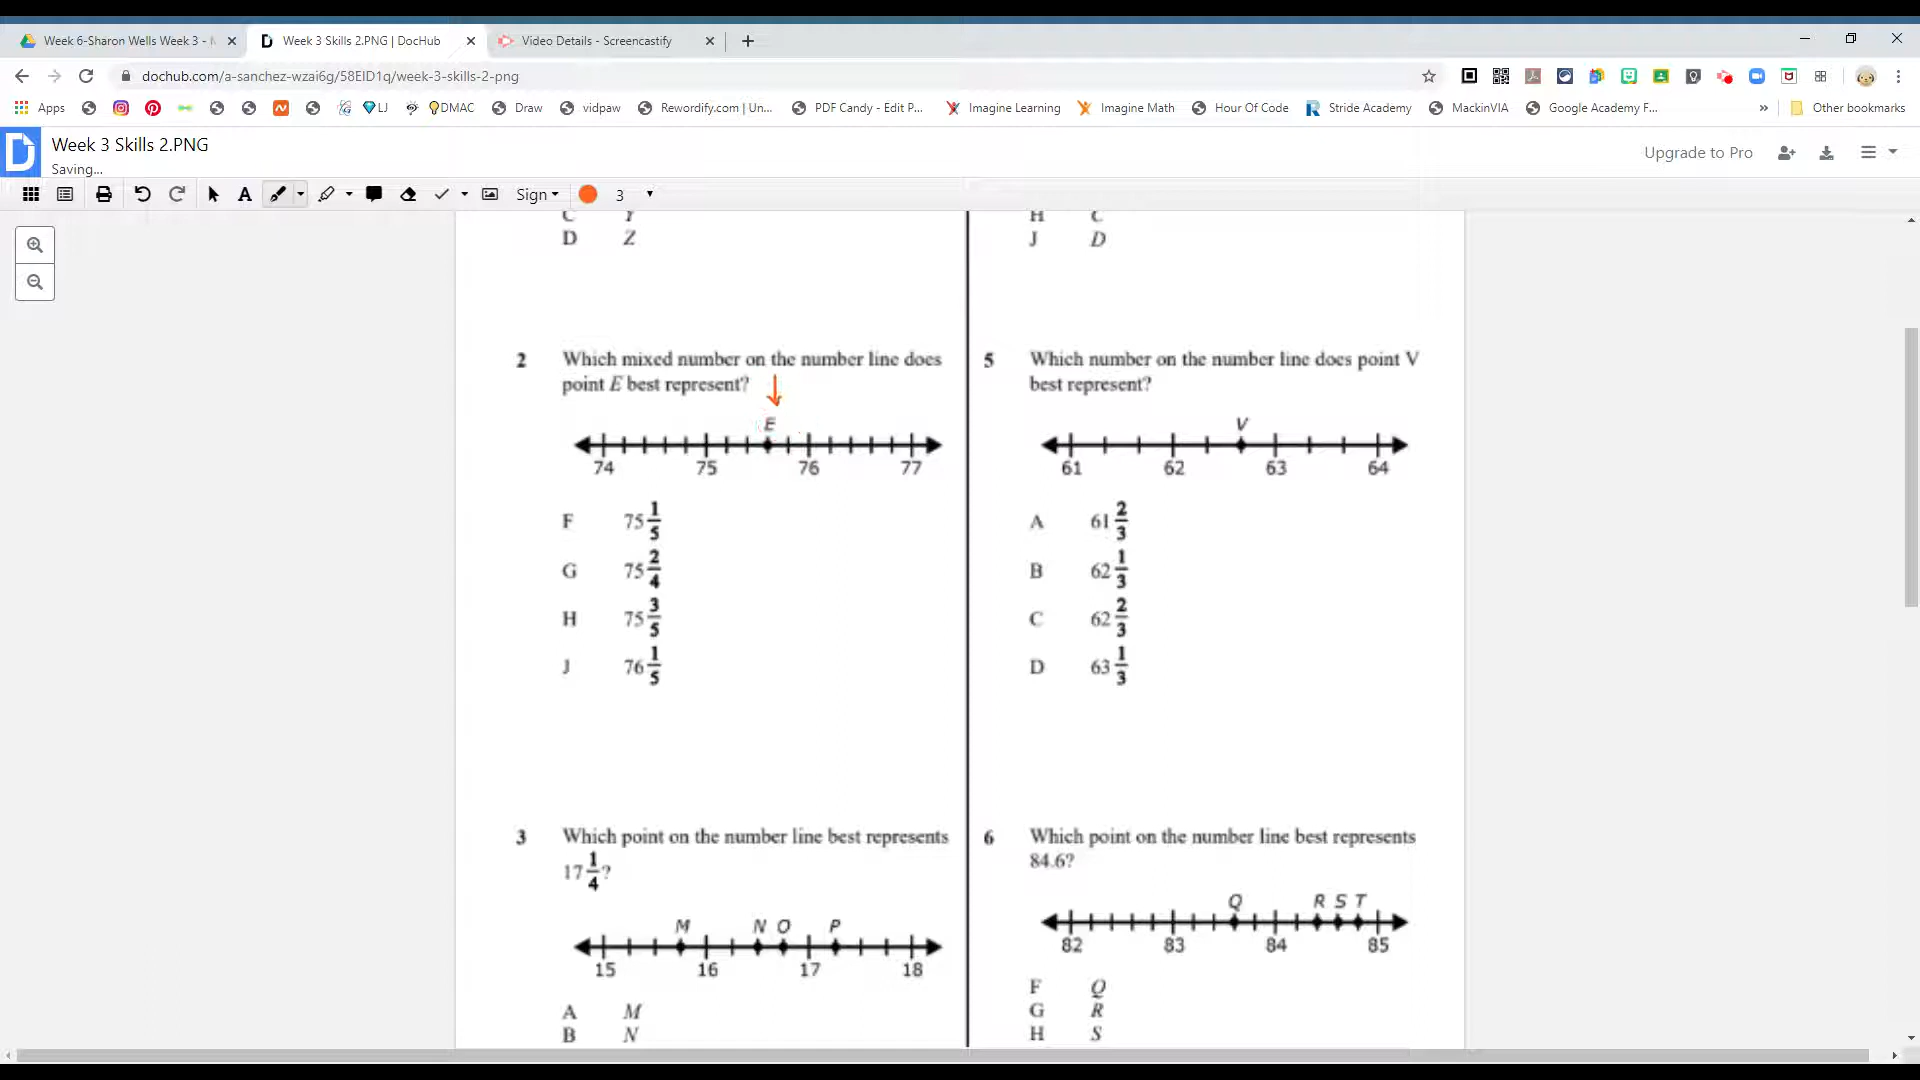 Week 6-Sharon Wells Week 3 -
Week 3 Skills 2.PNG | DocHub
Video Details - Screencastify
dochub.com/a-sanchez-wzai6g/58EID1q/week-3-skills-2-png
Apps
LJ
DMAC
Draw
vidpaw
Rewordify.com | Un...
PDF Candy - Edit P...
Imagine Learning
Imagine Math
Hour Of Code
Stride Academy
MackinVIA
Google Academy F...
»
Other bookmarks
Week 3 Skills 2.PNG
Saving...
Upgrade to Pro
A
Sign
3
C Y
D Z
2 Which mixed number on the number line does
point E best represent?
E
74 75 76 77
F 75 1/5
G 75 2/4
H 75 3/5
J 76 1/5
3 Which point on the number line best represents
17 1/4?
M N O P
15 16 17 18
A M
B N
H C
J D
5 Which number on the number line does point V
best represent?
V
61 62 63 64
A 61 2/3
B 62 1/3
C 62 2/3
D 63 1/3
6 Which point on the number line best represents
84.6?
Q R S T
82 83 84 85
F Q
G R
H S